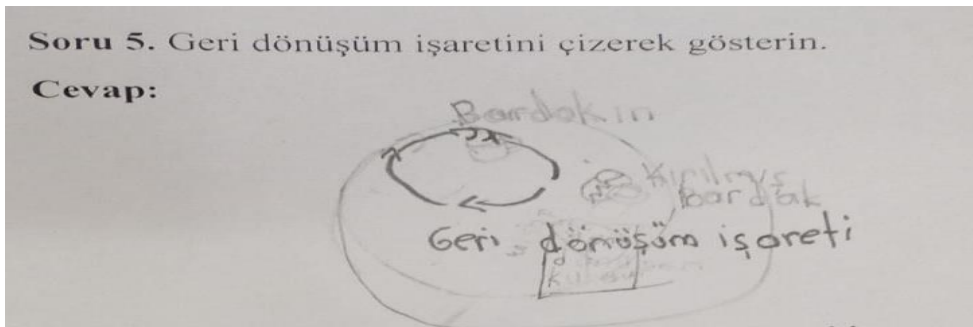 Soru 5. Geri dönüşüm işaretini çizerek gösterin.
Cevap:
Bardakın
Kırılmış
bardak
Geri dönüşüm işareti